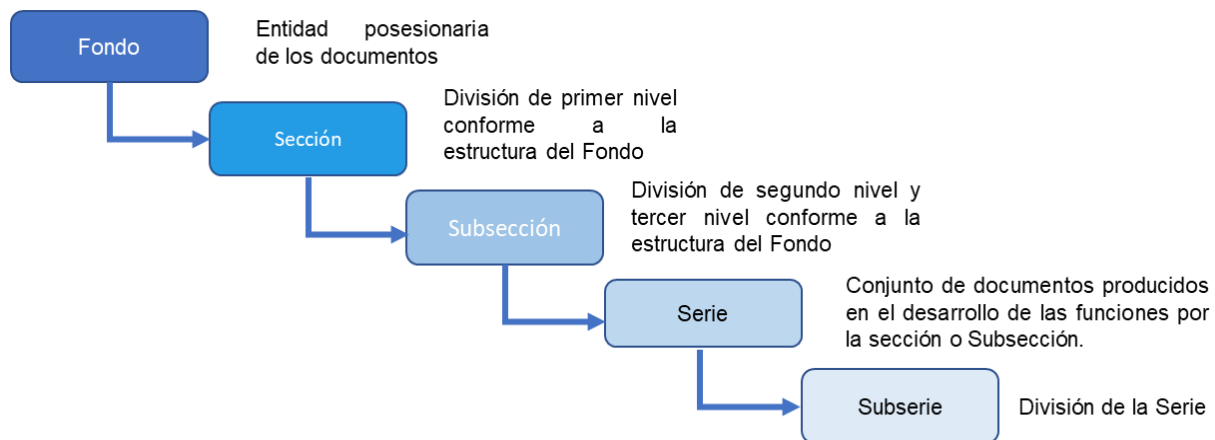 Fondo
Entidad posesionaria
de los documentos
Sección
División de primer nivel
conforme a la
estructura del Fondo
Subsección
División de segundo nivel y
tercer nivel conforme a la
estructura del Fondo
Serie
Conjunto de documentos producidos
en el desarrollo de las funciones por
la sección o Subsección.
Subserie
División de la Serie